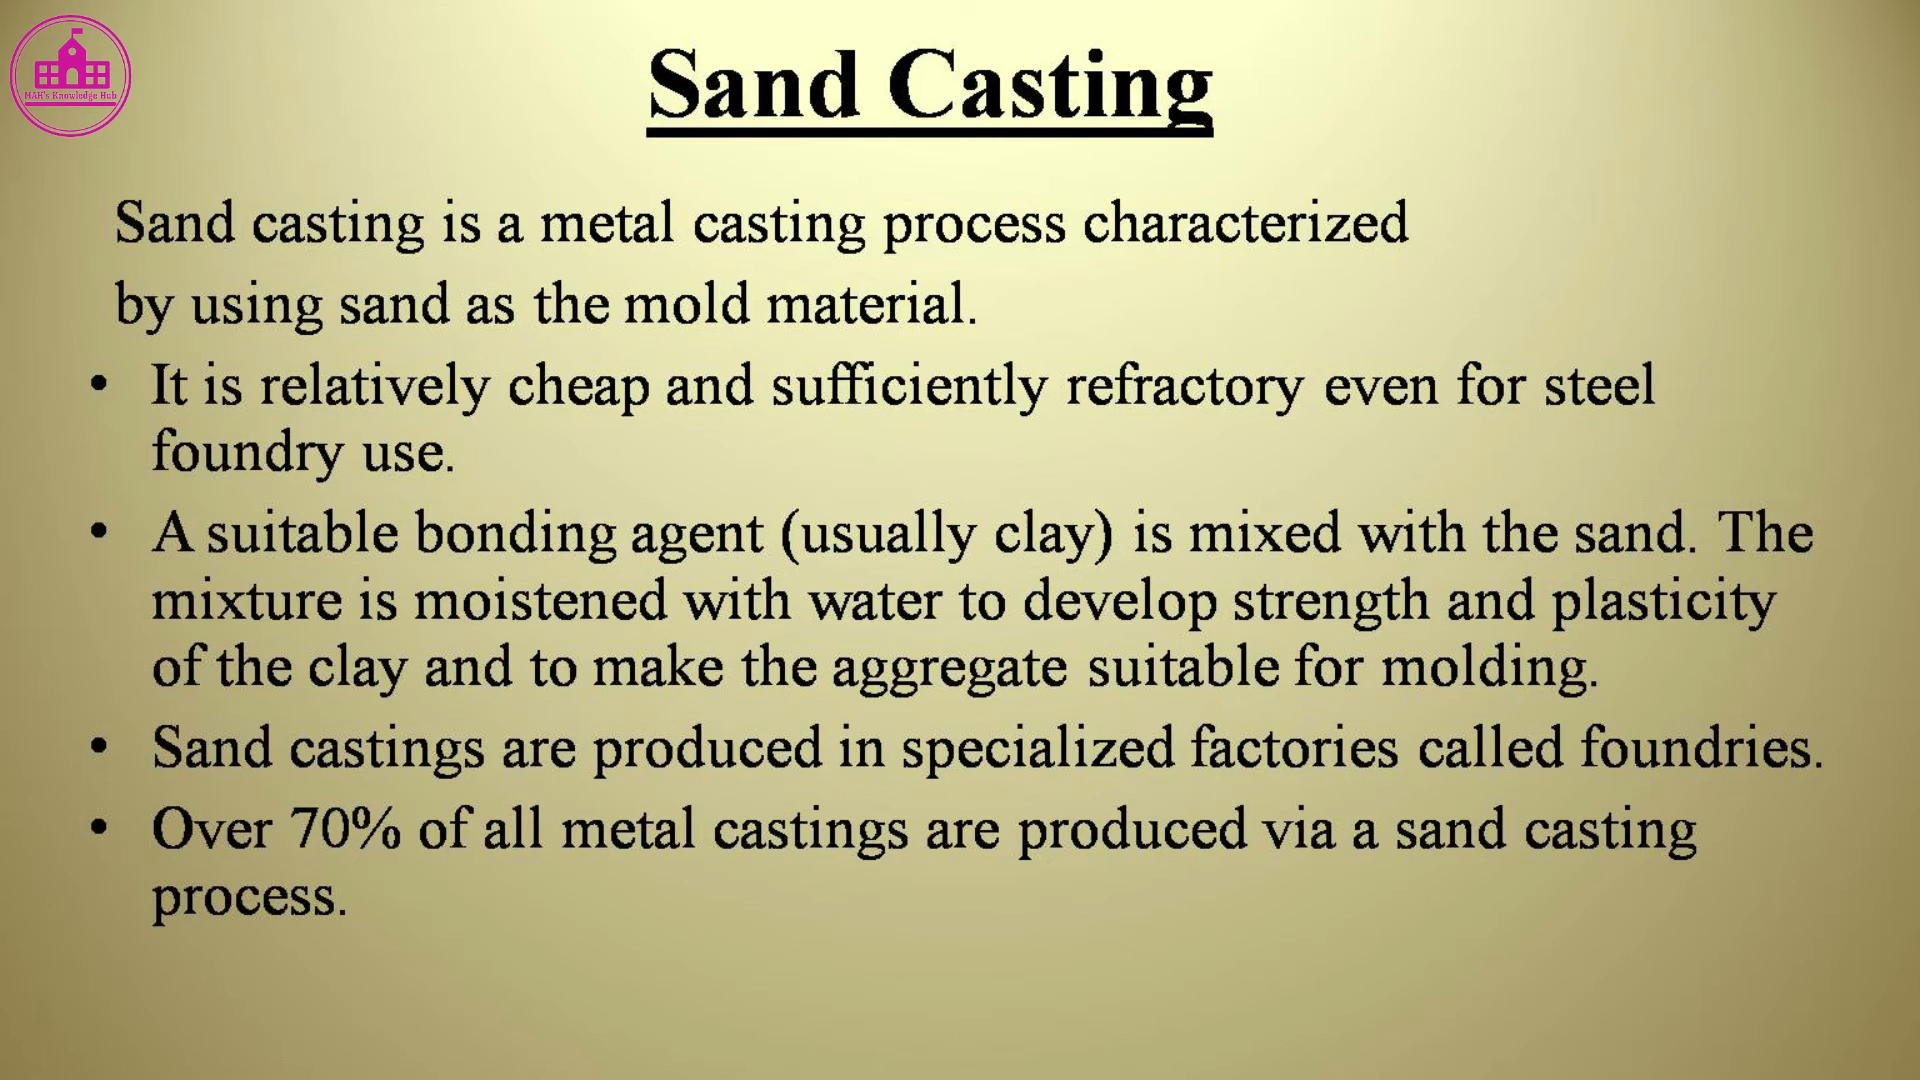 MAH's Knowledge Hub
Sand Casting
Sand casting is a metal casting process characterized
by using sand as the mold material.
• It is relatively cheap and sufficiently refractory even for steel
foundry use.
• A suitable bonding agent (usually clay) is mixed with the sand. The
mixture is moistened with water to develop strength and plasticity
of the clay and to make the aggregate suitable for molding.
• Sand castings are produced in specialized factories called foundries.
• Over 70% of all metal castings are produced via a sand casting
process.